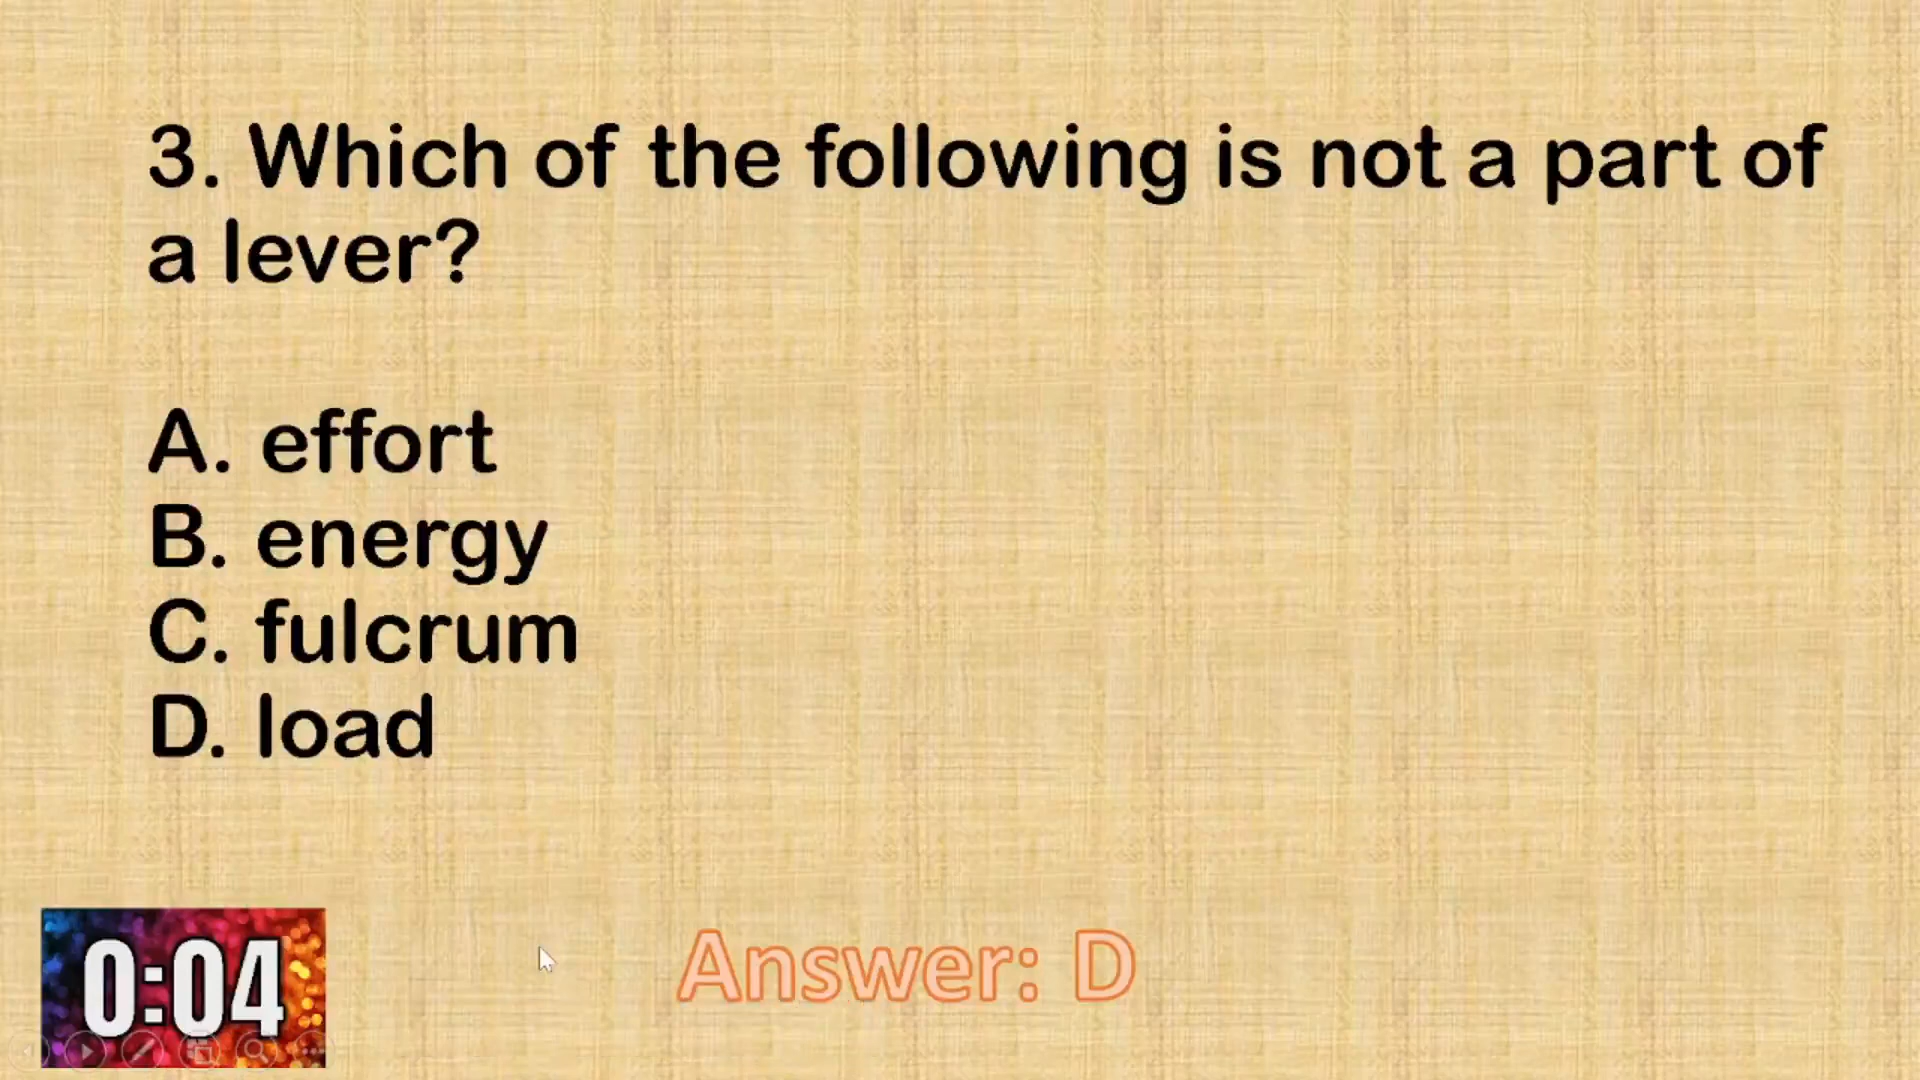 3. Which of the following is not a part of
a lever?
A. effort
B. energy
C. fulcrum
D. load
0:04
Answer: D